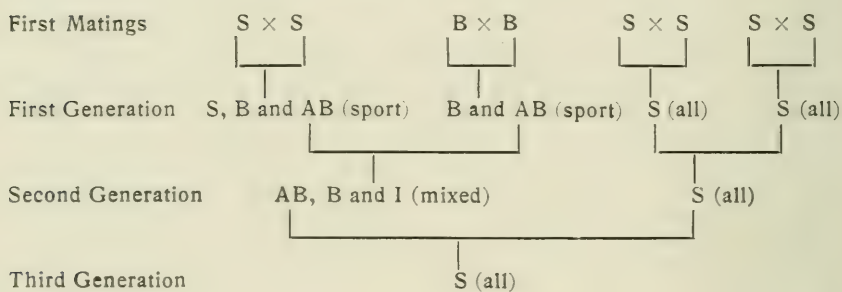 First Matings S × S B × B S × S S × S
First Generation S, B and AB (sport) B and AB (sport) S (all) S (all)
Second Generation AB, B and I (mixed) S (all)
Third Generation S (all)